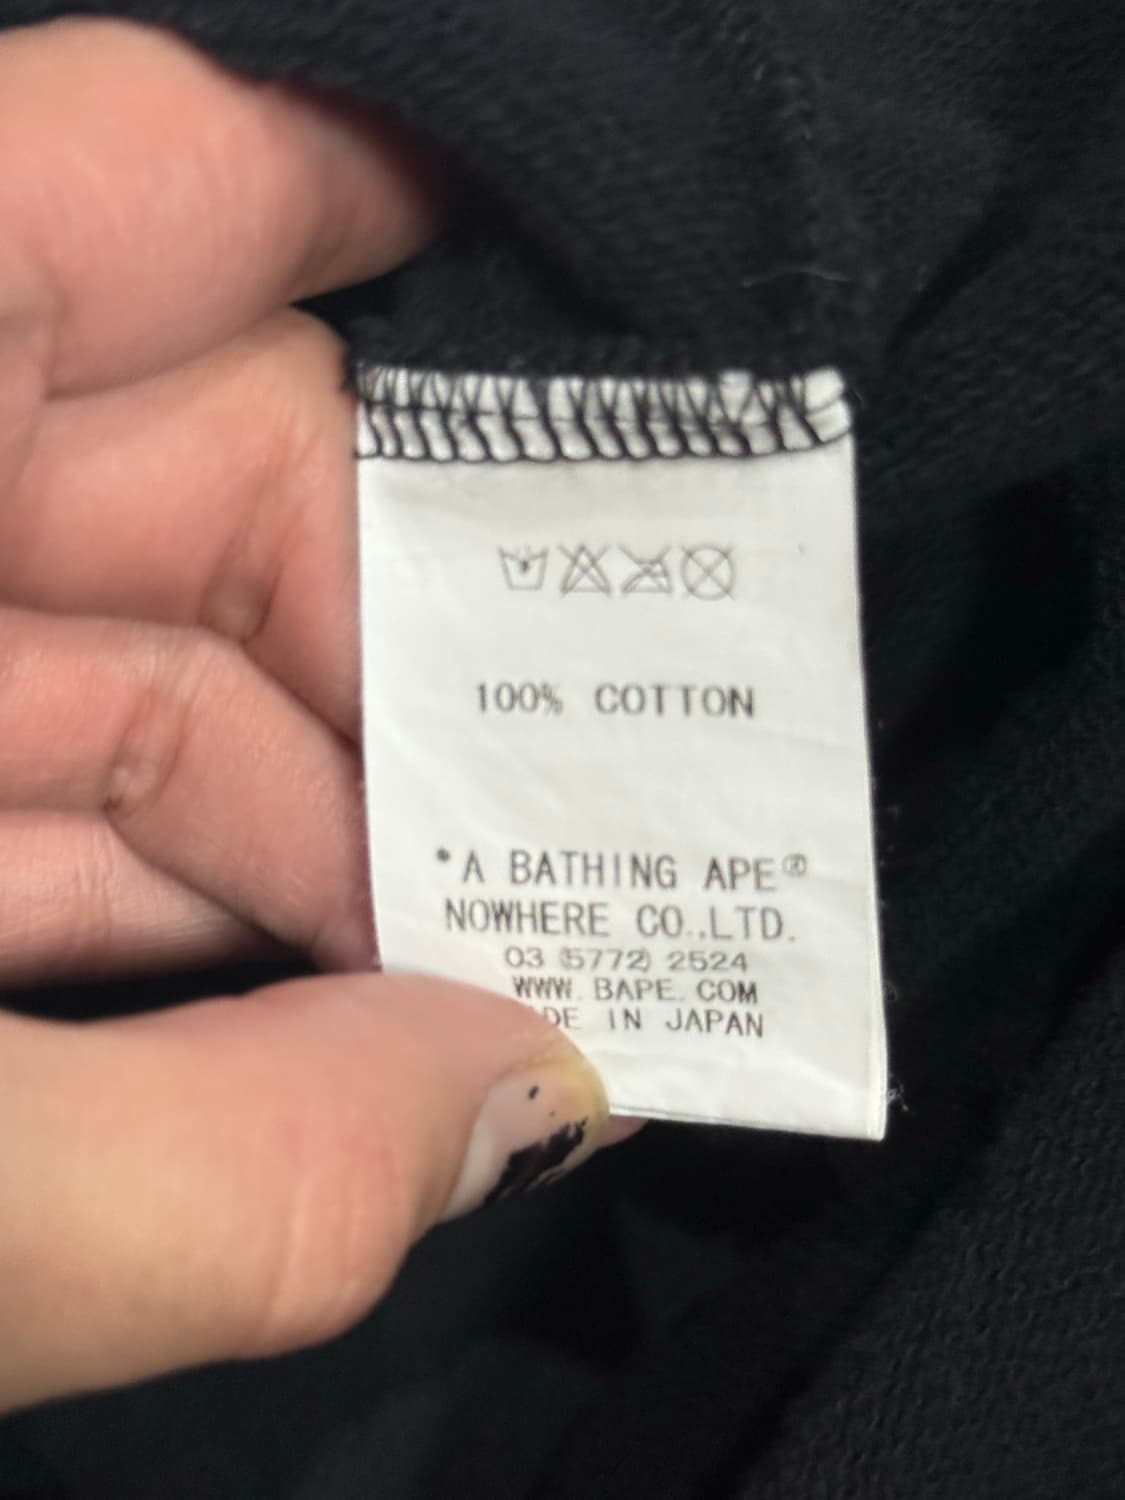 100% COTTON
*A BATHING APE®
NOWHERE CO.,LTD.
03 (5772) 2524
WWW. BAPE. COM
DE IN JAPAN